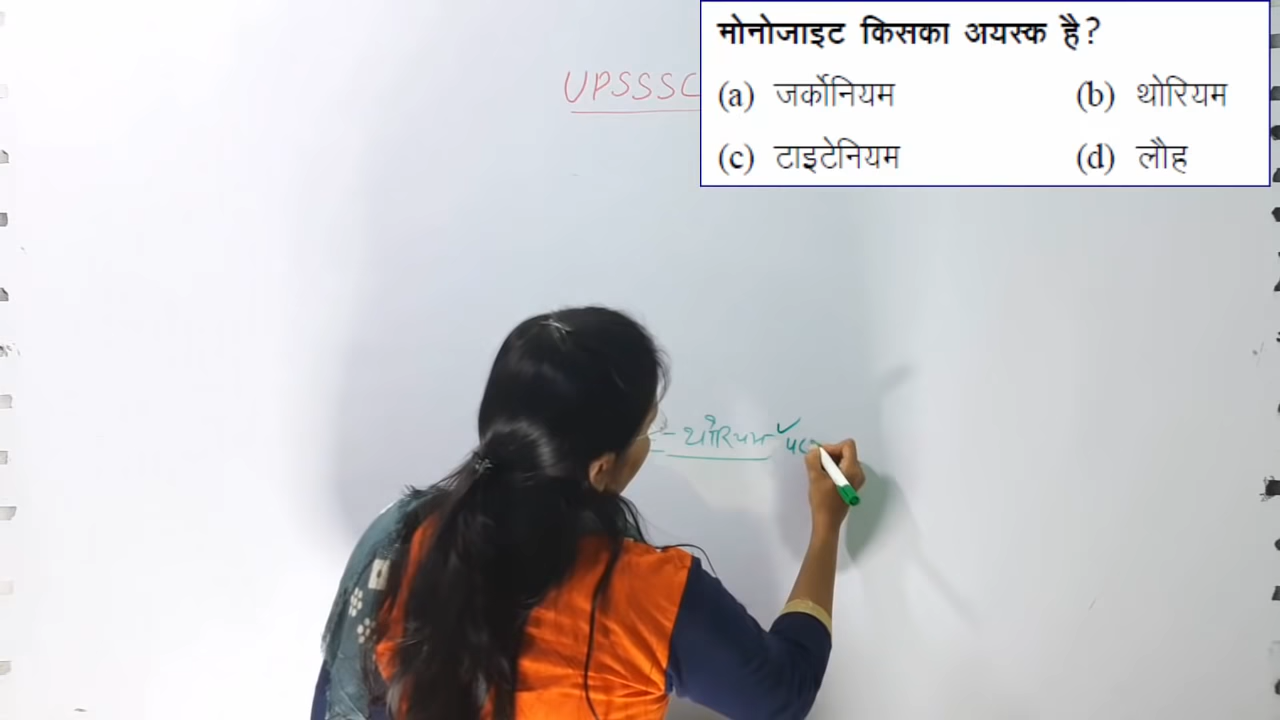 UPSSSC
मोनोजाइट किसका अयस्क है?
(a) जर्कोनियम (b) थोरियम
(c) टाइटेनियम (d) लौह
- थोरियम ✓